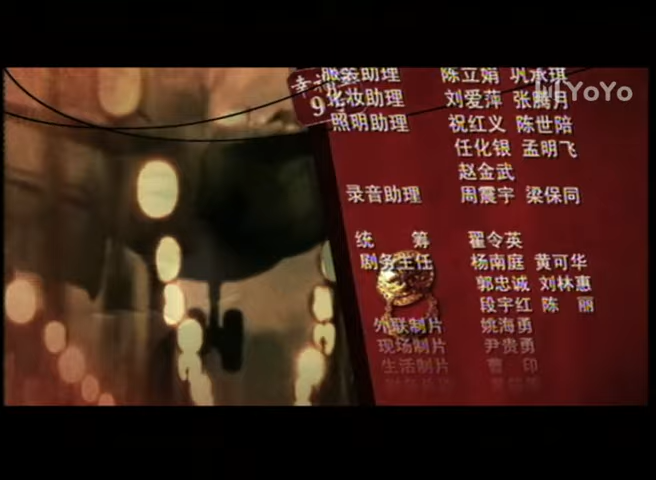 服装助理 陈立娟 巩承琪
YoYo
化妆助理 刘爱萍 张腾月
照明助理 祝红义 陈世陪
任化银 孟明飞
赵金武
录音助理 周震宇 梁保同
统 筹 翟令英
剧务主任 杨南庭 黄可华
郭忠诚 刘林惠
段宇红 陈 丽
外联制片 姚海勇
现场制片 尹贵勇
生活制片 曹 印